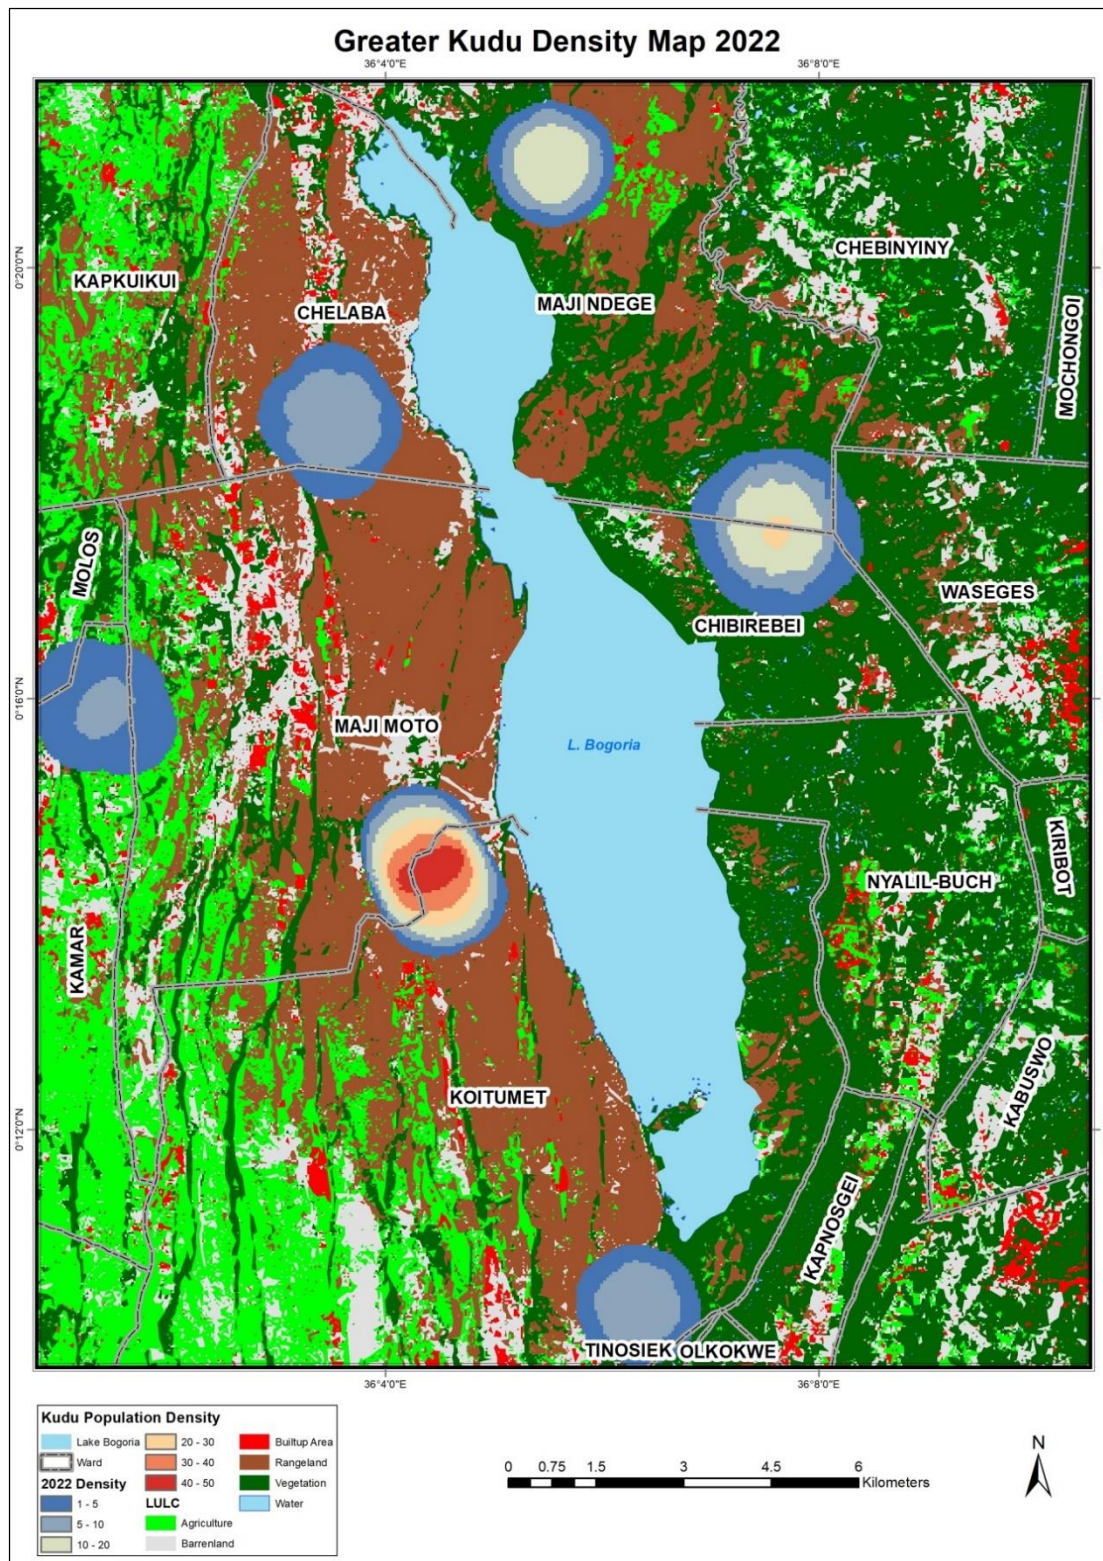 Greater Kudu Density Map 2022
36°4'0"E
36°8'0"E
0°20'0"N
KAPKUIKUI
CHELABA
MAJI NDEGE
CHEBINYINY
MOCHONGOI
MOLOS
WASEGES
CHIBIREBEI
0°16'0"N
MAJI MOTO
L. Bogoria
KIRIBOT
NYALIL-BUCH
KAMAR
KOITUMET
KABUSWO
0°12'0"N
KAPNOSGEI
TINOSIEK
OLKOKWE
36°4'0"E
36°8'0"E
Kudu Population Density
Lake Bogoria
Ward
2022 Density
1 - 5
5 - 10
10 - 20
20 - 30
30 - 40
40 - 50
LULC
Agriculture
Barrenland
Builtup Area
Rangeland
Vegetation
Water
0 0.75 1.5 3 4.5 6
Kilometers
N